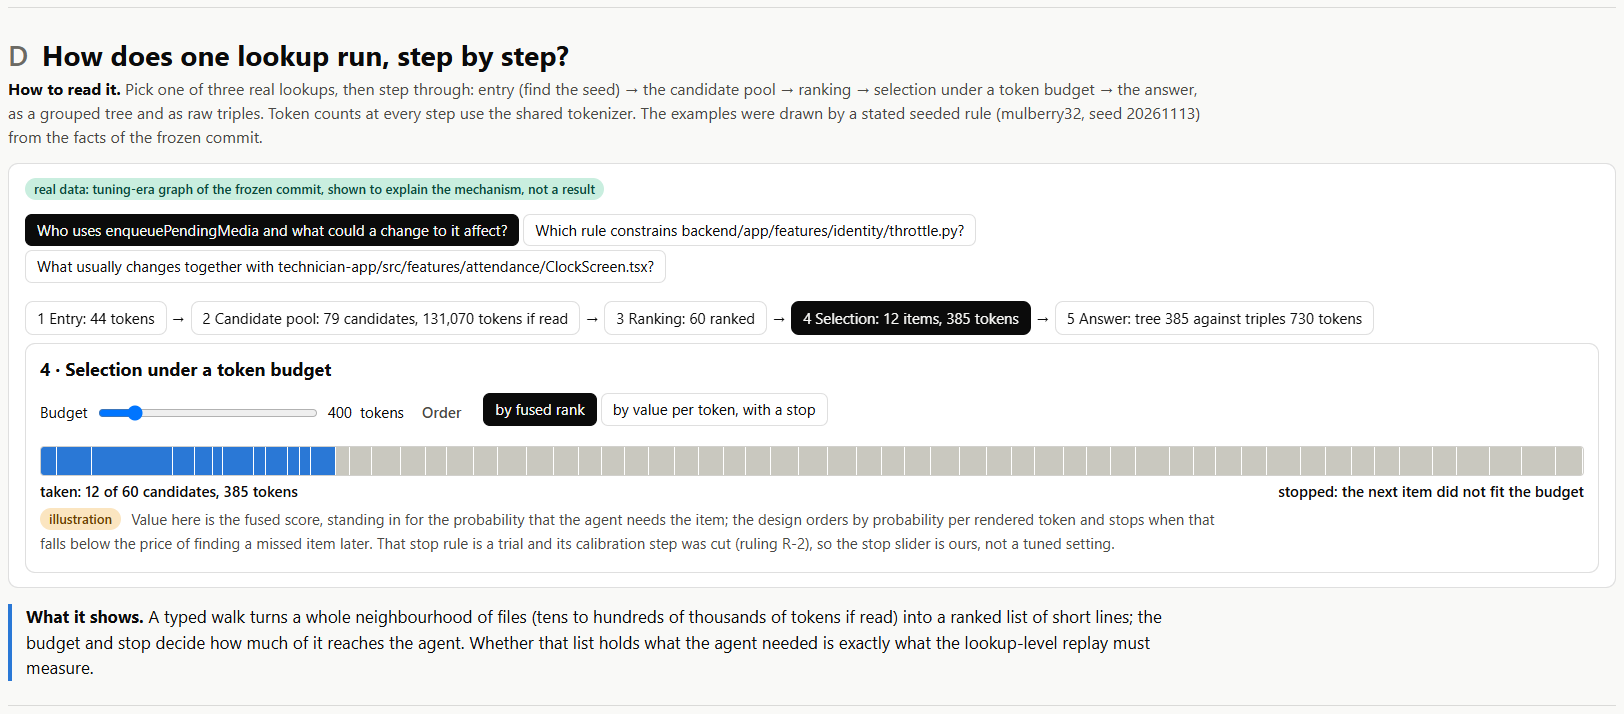 D How does one lookup run, step by step?
How to read it. Pick one of three real lookups, then step through: entry (find the seed) → the candidate pool → ranking → selection under a token budget → the answer,
as a grouped tree and as raw triples. Token counts at every step use the shared tokenizer. The examples were drawn by a stated seeded rule (mulberry32, seed 20261113)
from the facts of the frozen commit.
real data: tuning-era graph of the frozen commit, shown to explain the mechanism, not a result
Who uses enqueuePendingMedia and what could a change to it affect? Which rule constrains backend/app/features/identity/throttle.py?
What usually changes together with technician-app/src/features/attendance/ClockScreen.tsx?
1 Entry: 44 tokens → 2 Candidate pool: 79 candidates, 131,070 tokens if read → 3 Ranking: 60 ranked → 4 Selection: 12 items, 385 tokens → 5 Answer: tree 385 against triples 730 tokens
4 · Selection under a token budget
Budget 400 tokens Order by fused rank by value per token, with a stop
taken: 12 of 60 candidates, 385 tokens stopped: the next item did not fit the budget
illustration Value here is the fused score, standing in for the probability that the agent needs the item; the design orders by probability per rendered token and stops when that
falls below the price of finding a missed item later. That stop rule is a trial and its calibration step was cut (ruling R-2), so the stop slider is ours, not a tuned setting.
What it shows. A typed walk turns a whole neighbourhood of files (tens to hundreds of thousands of tokens if read) into a ranked list of short lines; the
budget and stop decide how much of it reaches the agent. Whether that list holds what the agent needed is exactly what the lookup-level replay must
measure.